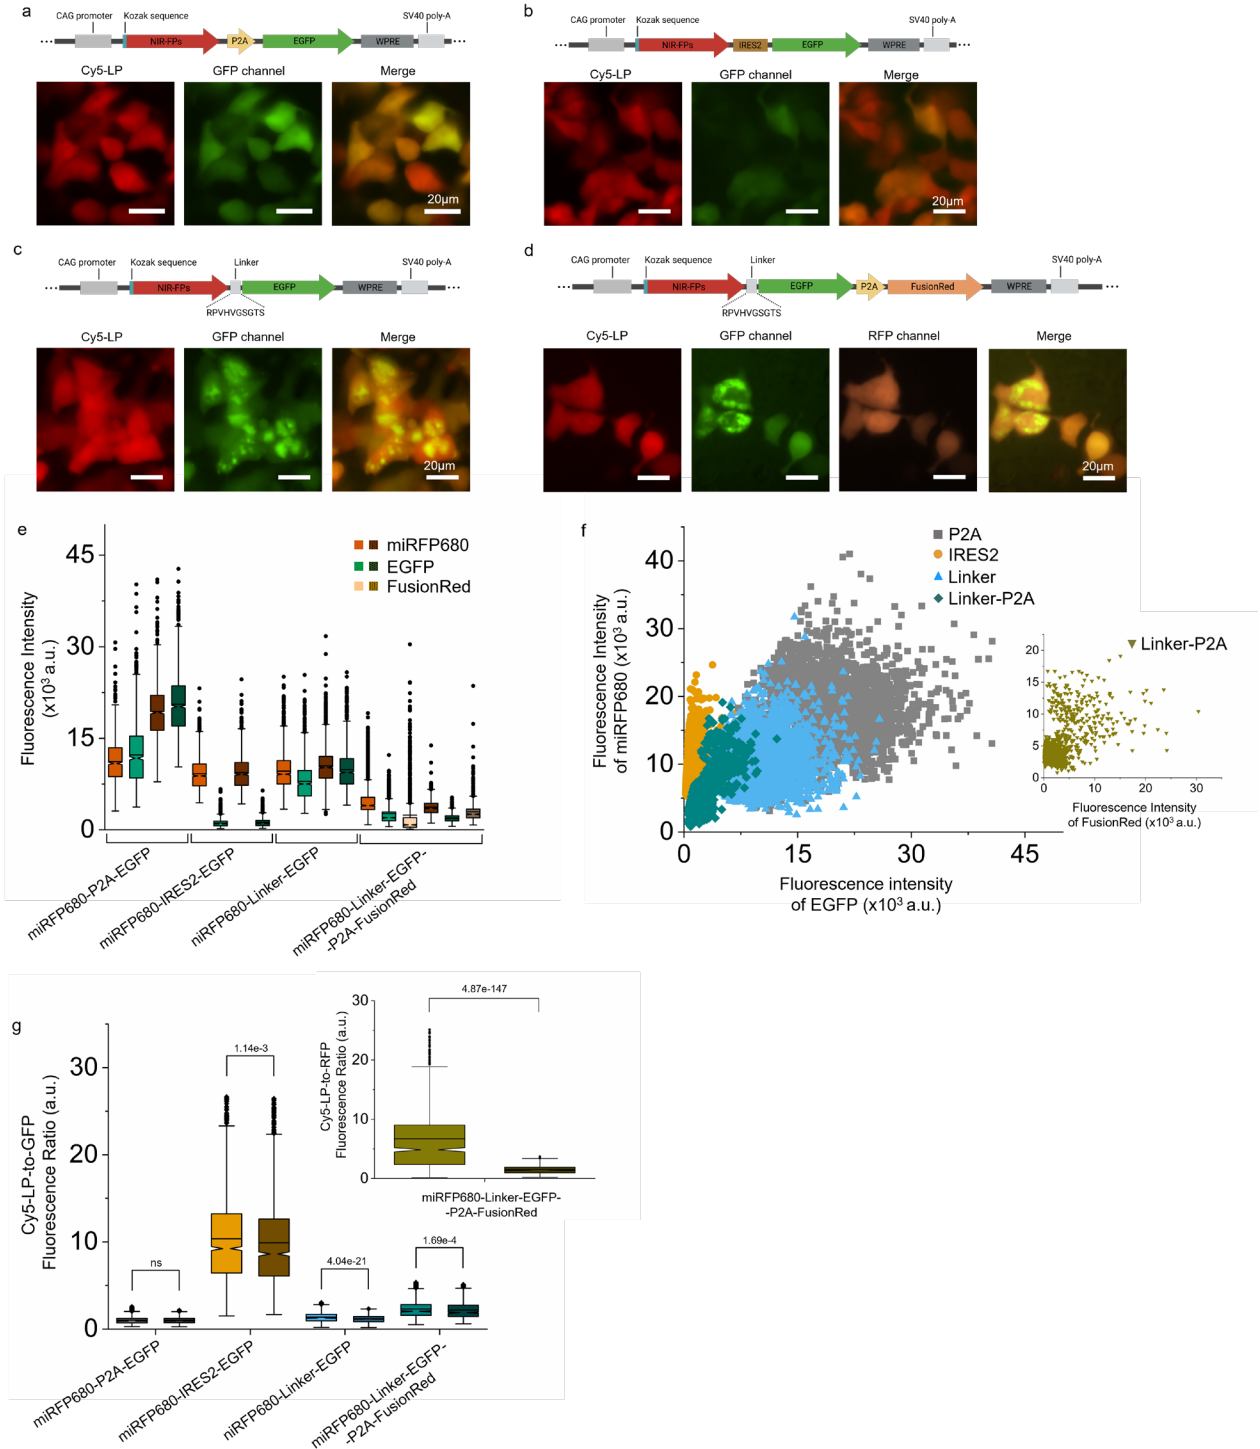 a
CAG promoter
Kozak sequence
SV40 poly-A
NIR-FPs
P2A
EGFP
WPRE
Cy5-LP
GFP channel
Merge
20µm
b
CAG promoter
Kozak sequence
SV40 poly-A
NIR-FPs
IRES2
EGFP
WPRE
Cy5-LP
GFP channel
Merge
20µm
c
CAG promoter
Kozak sequence
Linker
SV40 poly-A
NIR-FPs
EGFP
WPRE
RPVHVGSGTS
Cy5-LP
GFP channel
Merge
20µm
d
CAG promoter
Kozak sequence
Linker
SV40 poly-A
NIR-FPs
EGFP
P2A
FusionRed
WPRE
RPVHVGSGTS
Cy5-LP
GFP channel
RFP channel
Merge
20µm
e
Fluorescence Intensity
(x10³ a.u.)
45
30
15
0
miRFP680
EGFP
FusionRed
miRFP680-P2A-EGFP
miRFP680-IRES2-EGFP
niRFP680-Linker-EGFP
miRFP680-Linker-EGFP-
-P2A-FusionRed
f
Fluorescence Intensity
of miRFP680 (x10³ a.u.)
40
30
20
10
0
0
15
30
45
Fluorescence intensity
of EGFP (x10³ a.u.)
P2A
IRES2
Linker
Linker-P2A
Linker-P2A
20
15
10
5
0
0
10
20
30
Fluorescence Intensity
of FusionRed (x10³ a.u.)
g
Cy5-LP-to-GFP
Fluorescence Ratio (a.u.)
30
20
10
0
ns
1.14e-3
4.04e-21
1.69e-4
miRFP680-P2A-EGFP
miRFP680-IRES2-EGFP
niRFP680-Linker-EGFP
miRFP680-Linker-EGFP-
-P2A-FusionRed
Cy5-LP-to-RFP
Fluorescence Ratio (a.u.)
30
20
10
0
4.87e-147
miRFP680-Linker-EGFP-
-P2A-FusionRed